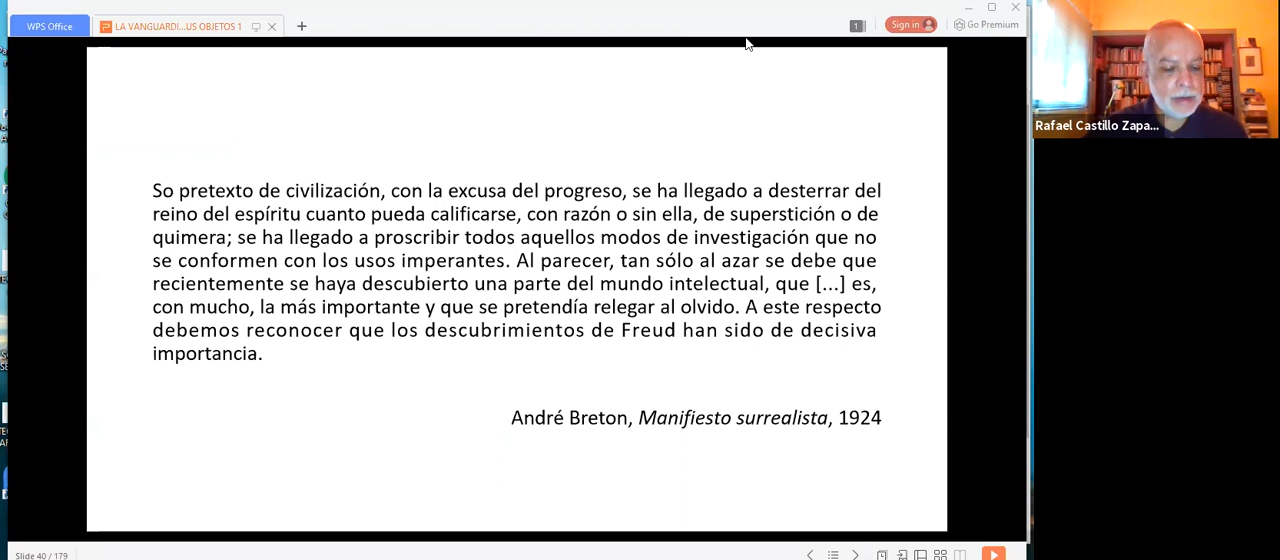 WPS Office
LA VANGUARDI...US OBJETOS 1
1
Sign in
Go Premium
So pretexto de civilización, con la excusa del progreso, se ha llegado a desterrar del
reino del espíritu cuanto pueda calificarse, con razón o sin ella, de superstición o de
quimera; se ha llegado a proscribir todos aquellos modos de investigación que no
se conformen con los usos imperantes. Al parecer, tan sólo al azar se debe que
recientemente se haya descubierto una parte del mundo intelectual, que [...] es,
con mucho, la más importante y que se pretendía relegar al olvido. A este respecto
debemos reconocer que los descubrimientos de Freud han sido de decisiva
importancia.
André Breton, Manifiesto surrealista, 1924
Rafael Castillo Zapa...
Slide 40 / 179